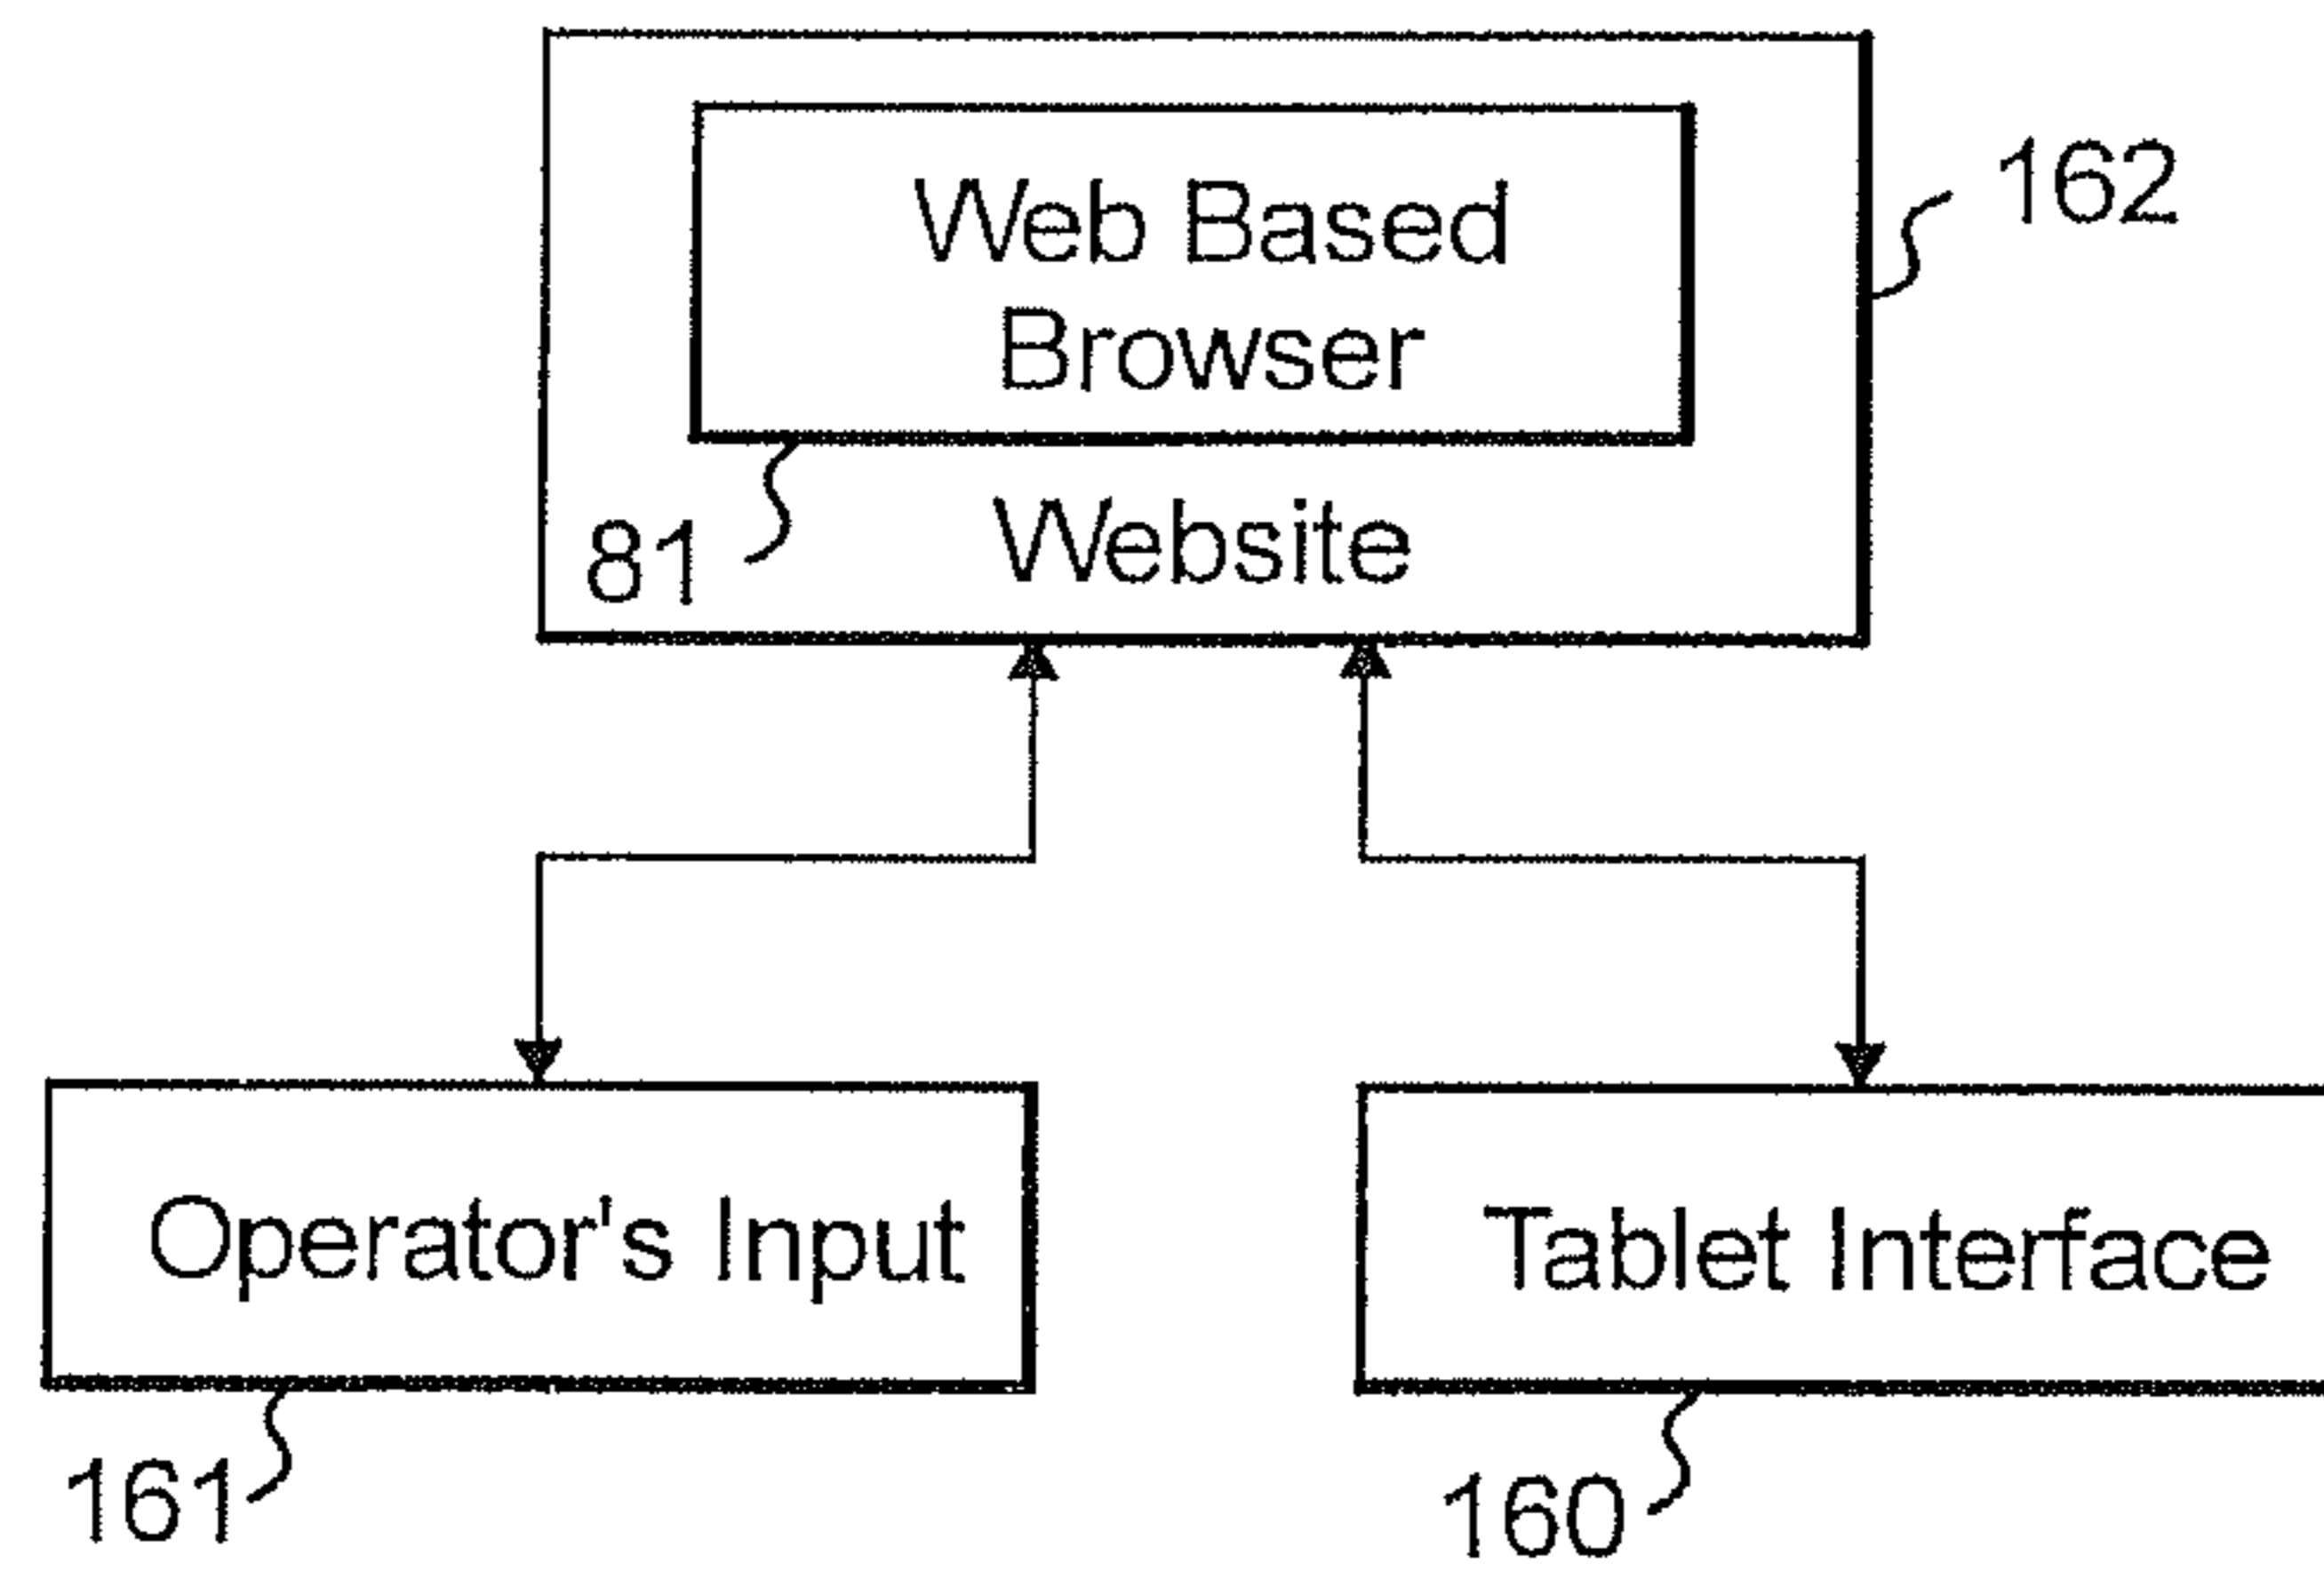 Web Based
Browser
162
81
Website
Operator's Input
Tablet Interface
161
160